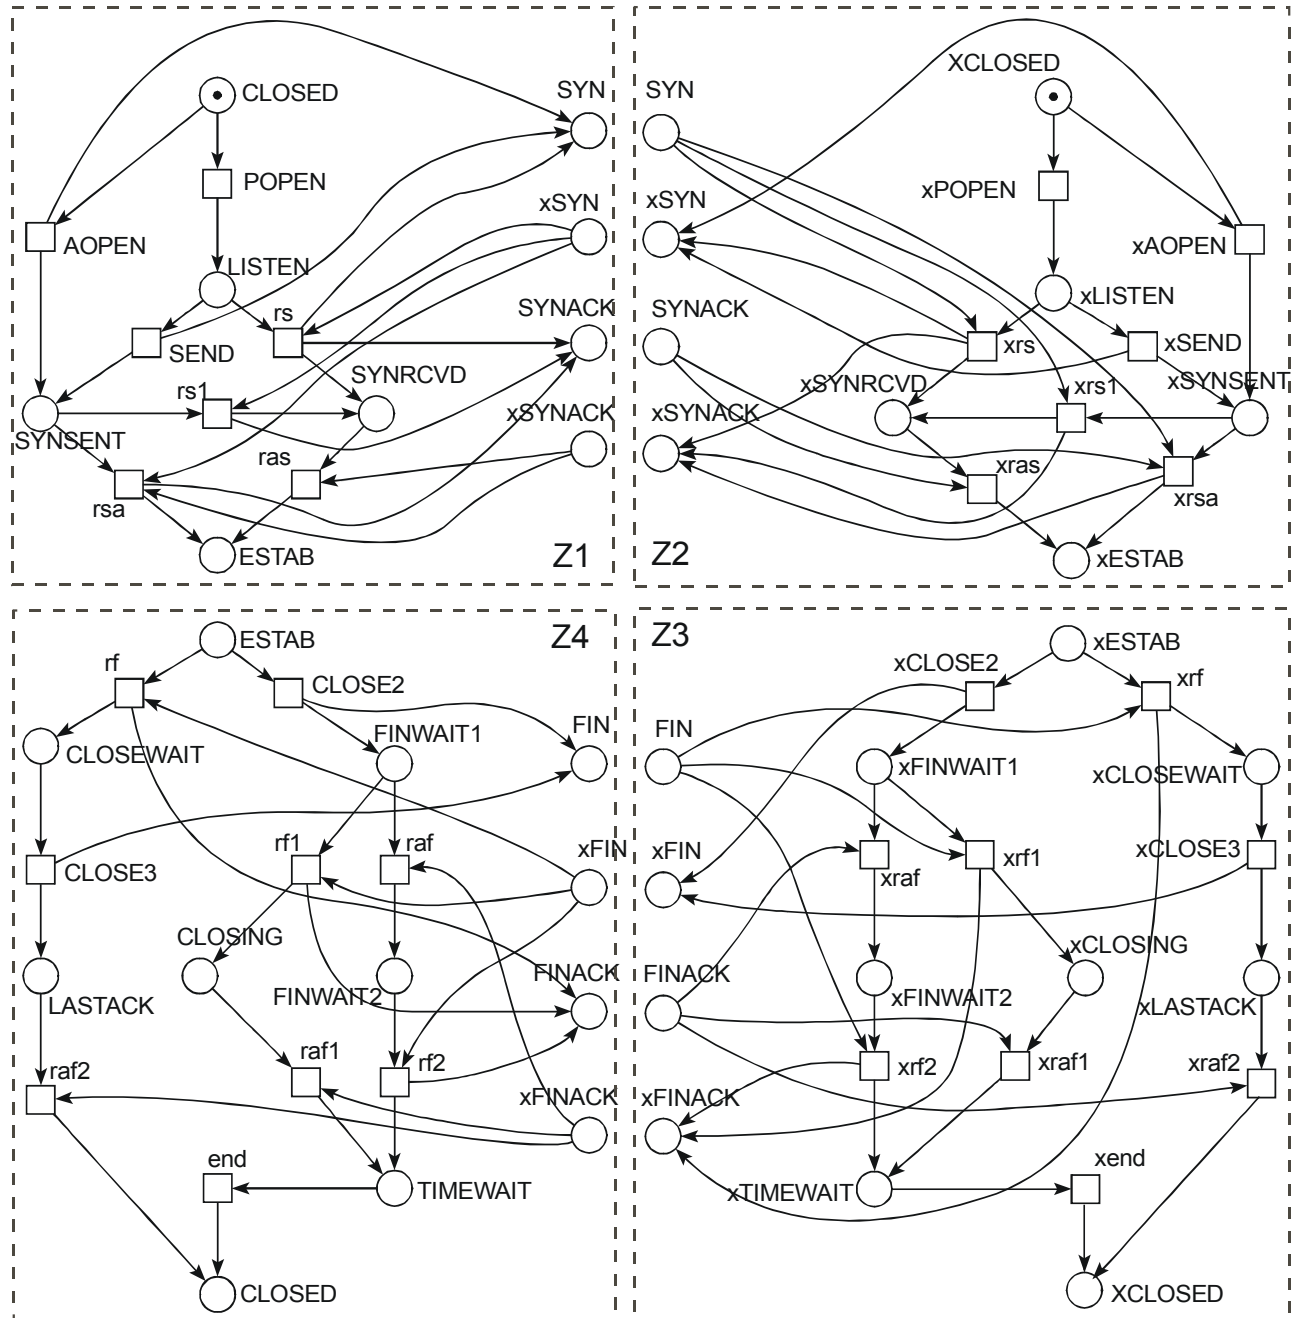 CLOSED
SYN
POPEN
xSYN
AOPEN
LISTEN
rs
SYNACK
SEND
SYNRCVD
rs1
xSYNACK
SYNSENT
ras
rsa
ESTAB
Z1
XCLOSED
SYN
xPOPEN
xSYN
xAOPEN
xLISTEN
SYNACK
xrs
xSEND
xSYNRCVD
xrs1
xSYNSENT
xSYNACK
xras
xrsa
Z2
xESTAB
ESTAB
Z4
rf
CLOSE2
FIN
FINWAIT1
CLOSEWAIT
rf1
raf
xFIN
CLOSE3
CLOSING
FINACK
FINWAIT2
LASTACK
raf1
rf2
raf2
xFINACK
end
TIMEWAIT
CLOSED
Z3
xESTAB
xCLOSE2
xrf
FIN
xFINWAIT1
xCLOSEWAIT
xFIN
xrf1
xCLOSE3
xraf
xCLOSING
FINACK
xFINWAIT2
xLASTACK
xrf2
xraf1
xraf2
xFINACK
xend
xTIMEWAIT
XCLOSED